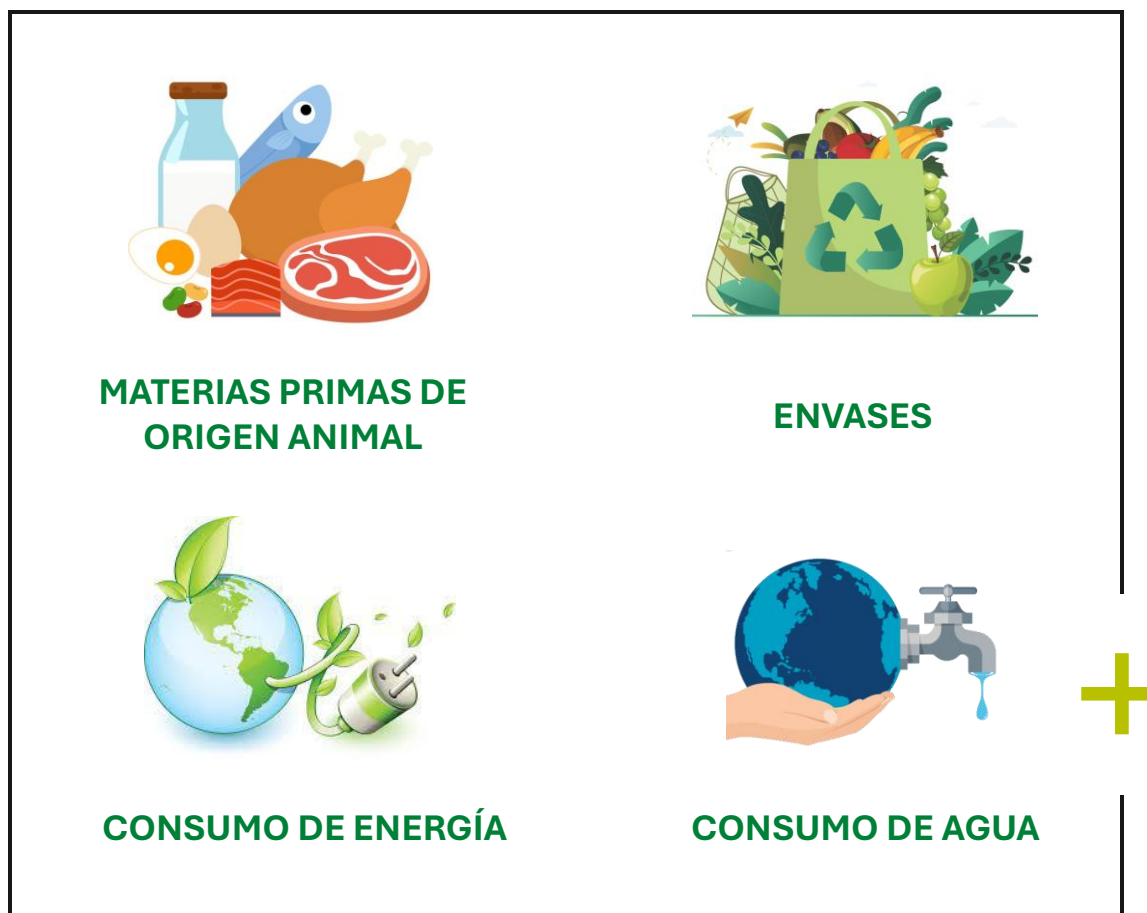 MATERIAS PRIMAS DE
ORIGEN ANIMAL
ENVASES
CONSUMO DE ENERGÍA
CONSUMO DE AGUA